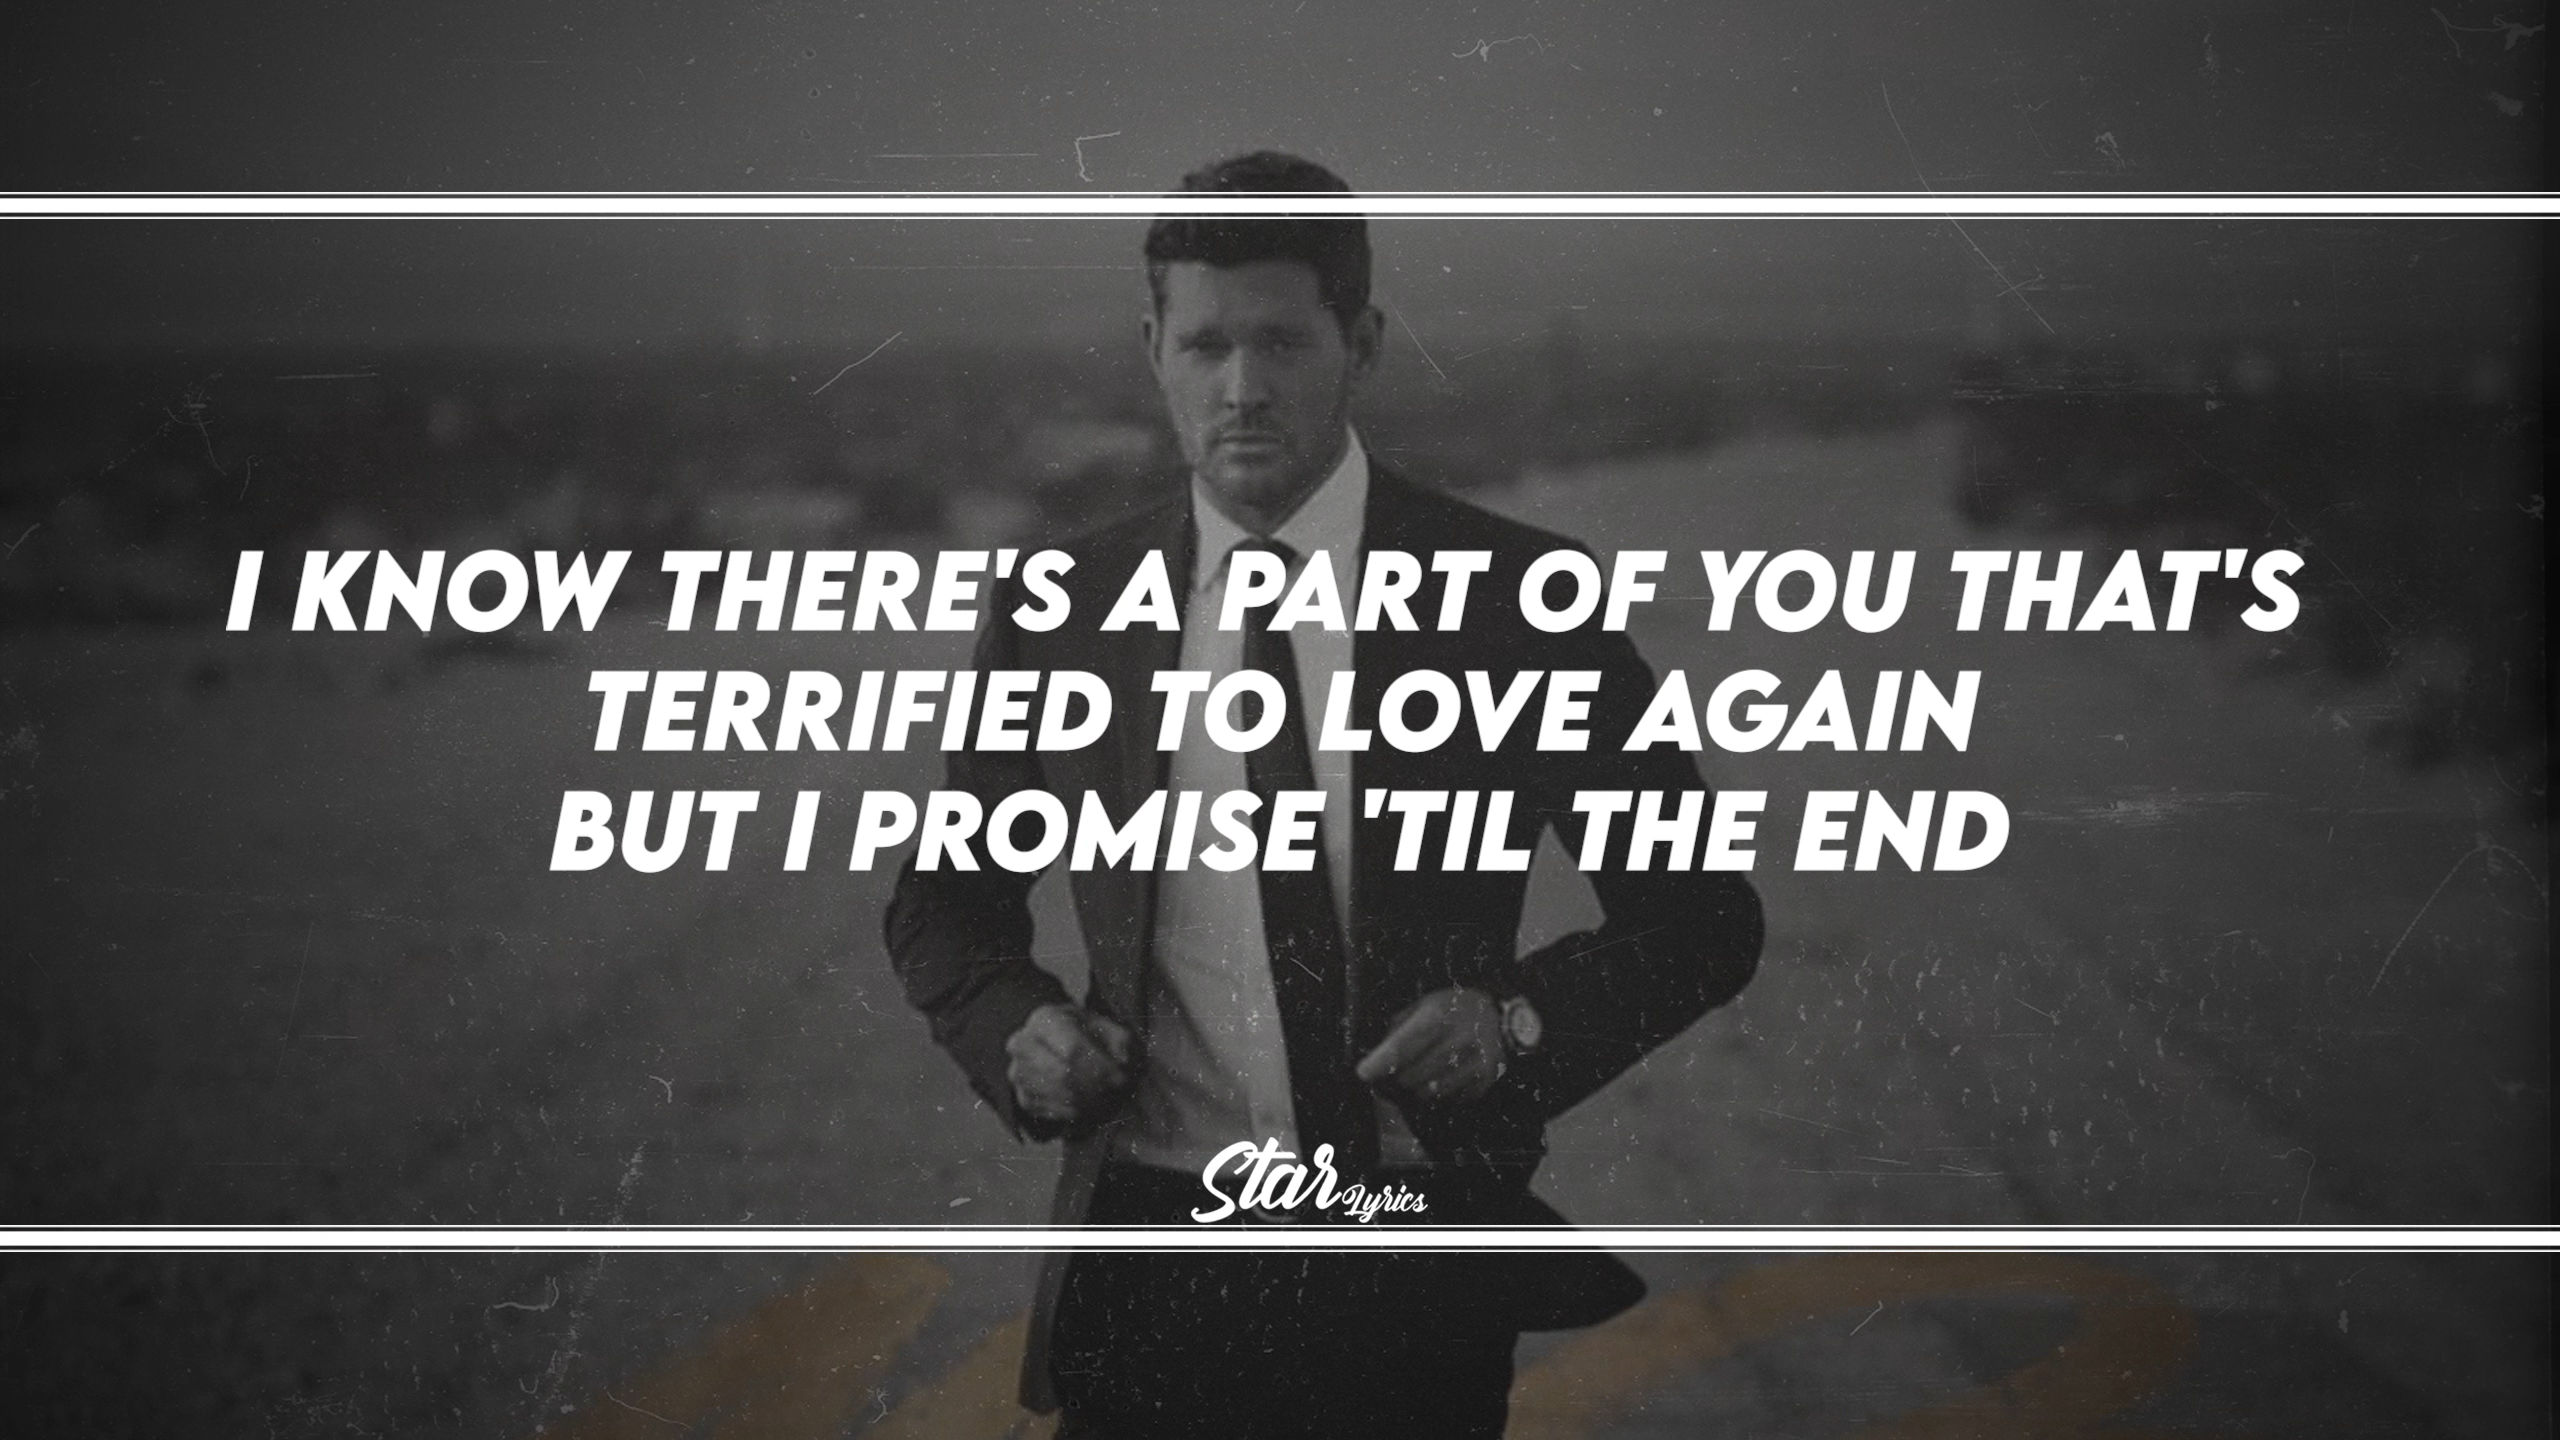 I KNOW THERE'S A PART OF YOU THAT'S
TERRIFIED TO LOVE AGAIN
BUT I PROMISE 'TIL THE END
Star Lyrics